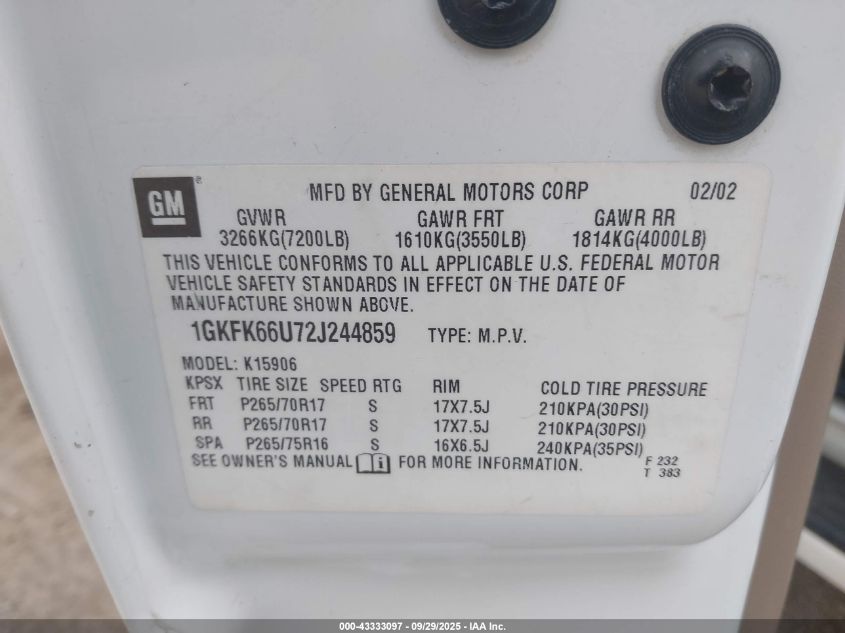 GM® MFD BY GENERAL MOTORS CORP 02/02
GVWR GAWR FRT GAWR RR
3266KG(7200LB) 1610KG(3550LB) 1814KG(4000LB)
THIS VEHICLE CONFORMS TO ALL APPLICABLE U.S. FEDERAL MOTOR
VEHICLE SAFETY STANDARDS IN EFFECT ON THE DATE OF
MANUFACTURE SHOWN ABOVE.
1GKFK66U72J244859 TYPE: M.P.V.
MODEL: K15906
KPSX TIRE SIZE SPEED RTG RIM COLD TIRE PRESSURE
FRT P265/70R17 S 17X7.5J 210KPA(30PSI)
RR P265/70R17 S 17X7.5J 210KPA(30PSI)
SPA P265/75R16 S 16X6.5J 240KPA(35PSI)
SEE OWNER'S MANUAL i FOR MORE INFORMATION. F 232
T 383
000-43333097 - 09/29/2025 - IAA Inc.